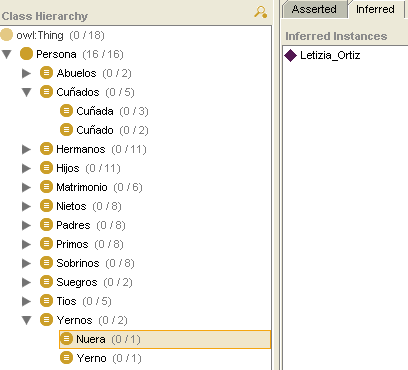 Class Hierarchy
owl:Thing (0 / 18)
Persona (16 / 16)
Abuelos (0 / 2)
Cuñados (0 / 5)
Cuñada (0 / 3)
Cuñado (0 / 2)
Hermanos (0 / 11)
Hijos (0 / 11)
Matrimonio (0 / 6)
Nietos (0 / 8)
Padres (0 / 8)
Primos (0 / 8)
Sobrinos (0 / 8)
Suegros (0 / 2)
Tios (0 / 5)
Yernos (0 / 2)
Nuera (0 / 1)
Yerno (0 / 1)
Asserted Inferred
Inferred Instances
Letizia_Ortiz